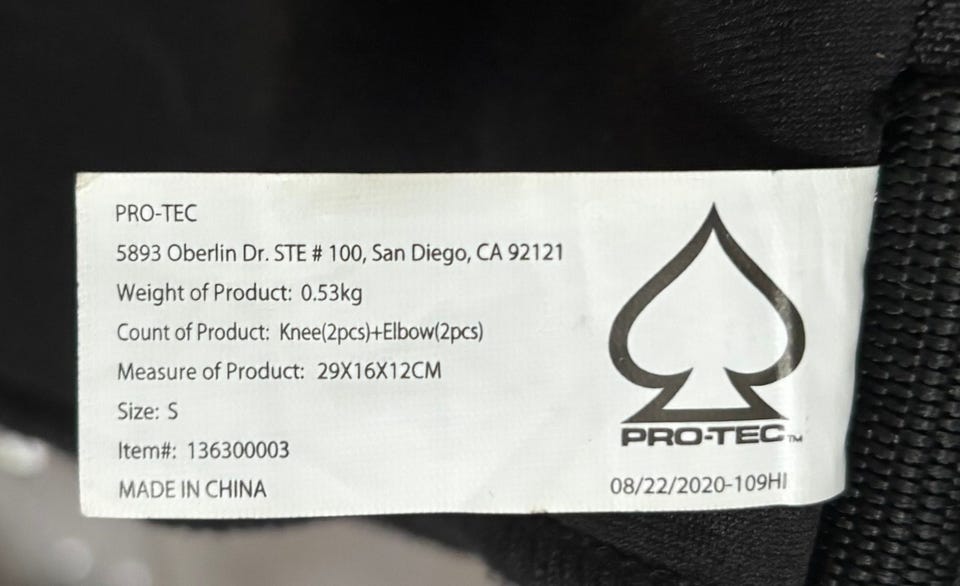 PRO-TEC
5893 Oberlin Dr. STE # 100, San Diego, CA 92121
Weight of Product: 0.53kg
Count of Product: Knee(2pcs)+Elbow(2pcs)
Measure of Product: 29X16X12CM
Size: S
Item#: 136300003
MADE IN CHINA
PRO-TEC™
08/22/2020-109HI